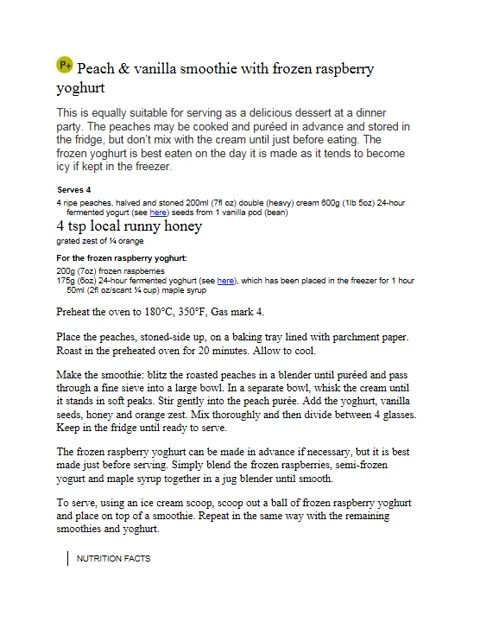 P+ Peach & vanilla smoothie with frozen raspberry
yoghurt
This is equally suitable for serving as a delicious dessert at a dinner
party. The peaches may be cooked and puréed in advance and stored in
the fridge, but don't mix with the cream until just before eating. The
frozen yoghurt is best eaten on the day it is made as it tends to become
icy if kept in the freezer.
Serves 4
4 ripe peaches, halved and stoned 200ml (7fl oz) double (heavy) cream 600g (1lb 5oz) 24-hour
fermented yogurt (see here) seeds from 1 vanilla pod (bean)
4 tsp local runny honey
grated zest of ¼ orange
For the frozen raspberry yoghurt:
200g (7oz) frozen raspberries
175g (6oz) 24-hour fermented yoghurt (see here), which has been placed in the freezer for 1 hour
50ml (2fl oz/scant ¼ cup) maple syrup
Preheat the oven to 180°C, 350°F, Gas mark 4.
Place the peaches, stoned-side up, on a baking tray lined with parchment paper.
Roast in the preheated oven for 20 minutes. Allow to cool.
Make the smoothie: blitz the roasted peaches in a blender until puréed and pass
through a fine sieve into a large bowl. In a separate bowl, whisk the cream until
it stands in soft peaks. Stir gently into the peach purée. Add the yoghurt, vanilla
seeds, honey and orange zest. Mix thoroughly and then divide between 4 glasses.
Keep in the fridge until ready to serve.
The frozen raspberry yoghurt can be made in advance if necessary, but it is best
made just before serving. Simply blend the frozen raspberries, semi-frozen
yogurt and maple syrup together in a jug blender until smooth.
To serve, using an ice cream scoop, scoop out a ball of frozen raspberry yoghurt
and place on top of a smoothie. Repeat in the same way with the remaining
smoothies and yoghurt.
NUTRITION FACTS